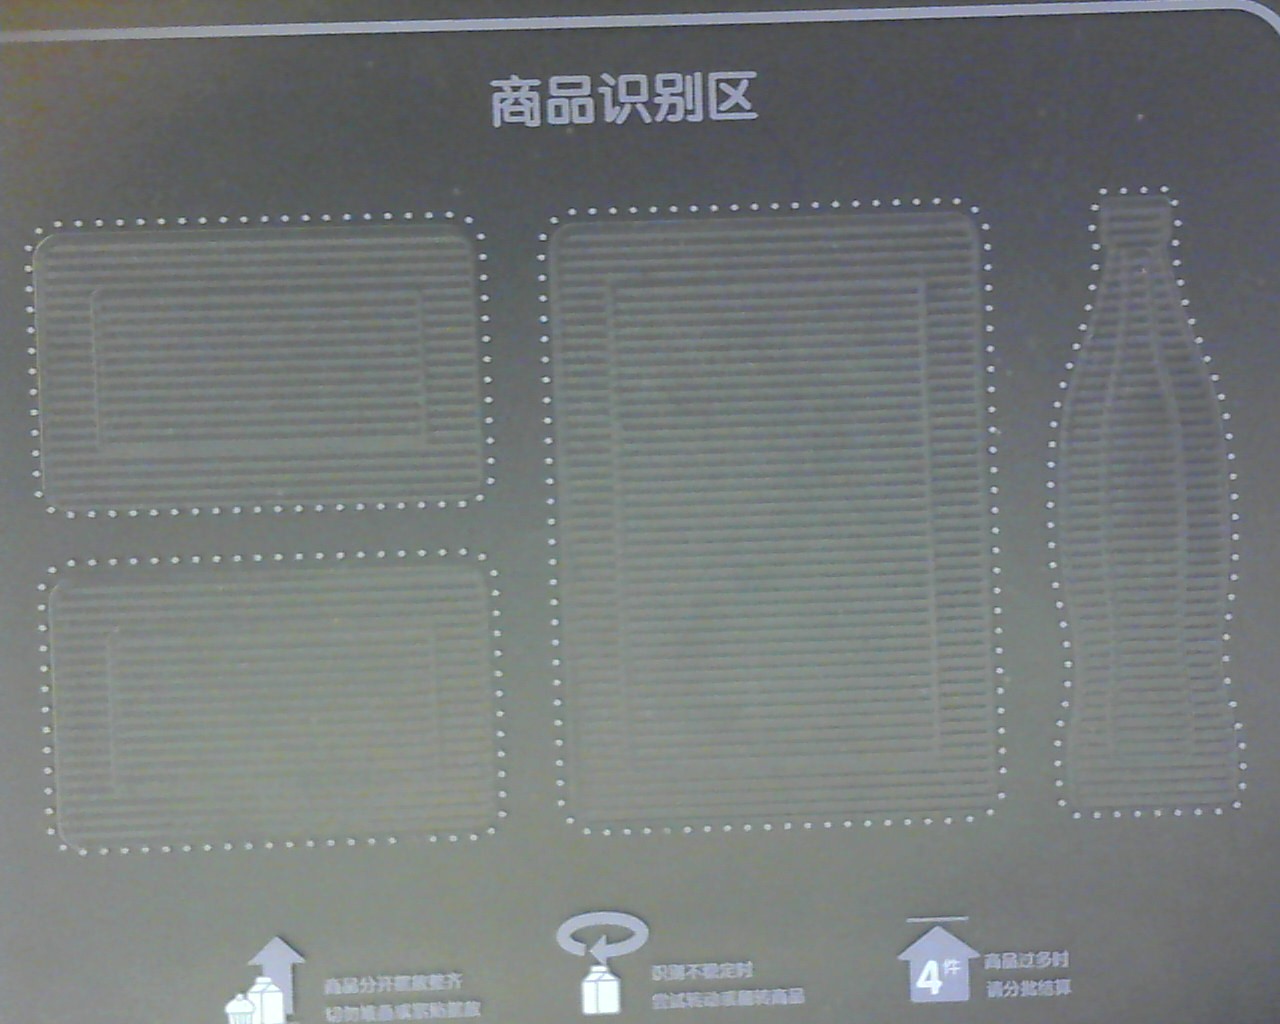 商品识别区
商品分开摆放整齐
切勿堆叠或紧贴摆放
识别不稳定时
尝试转动或翻转商品
4件
商品过多时
请分批结算